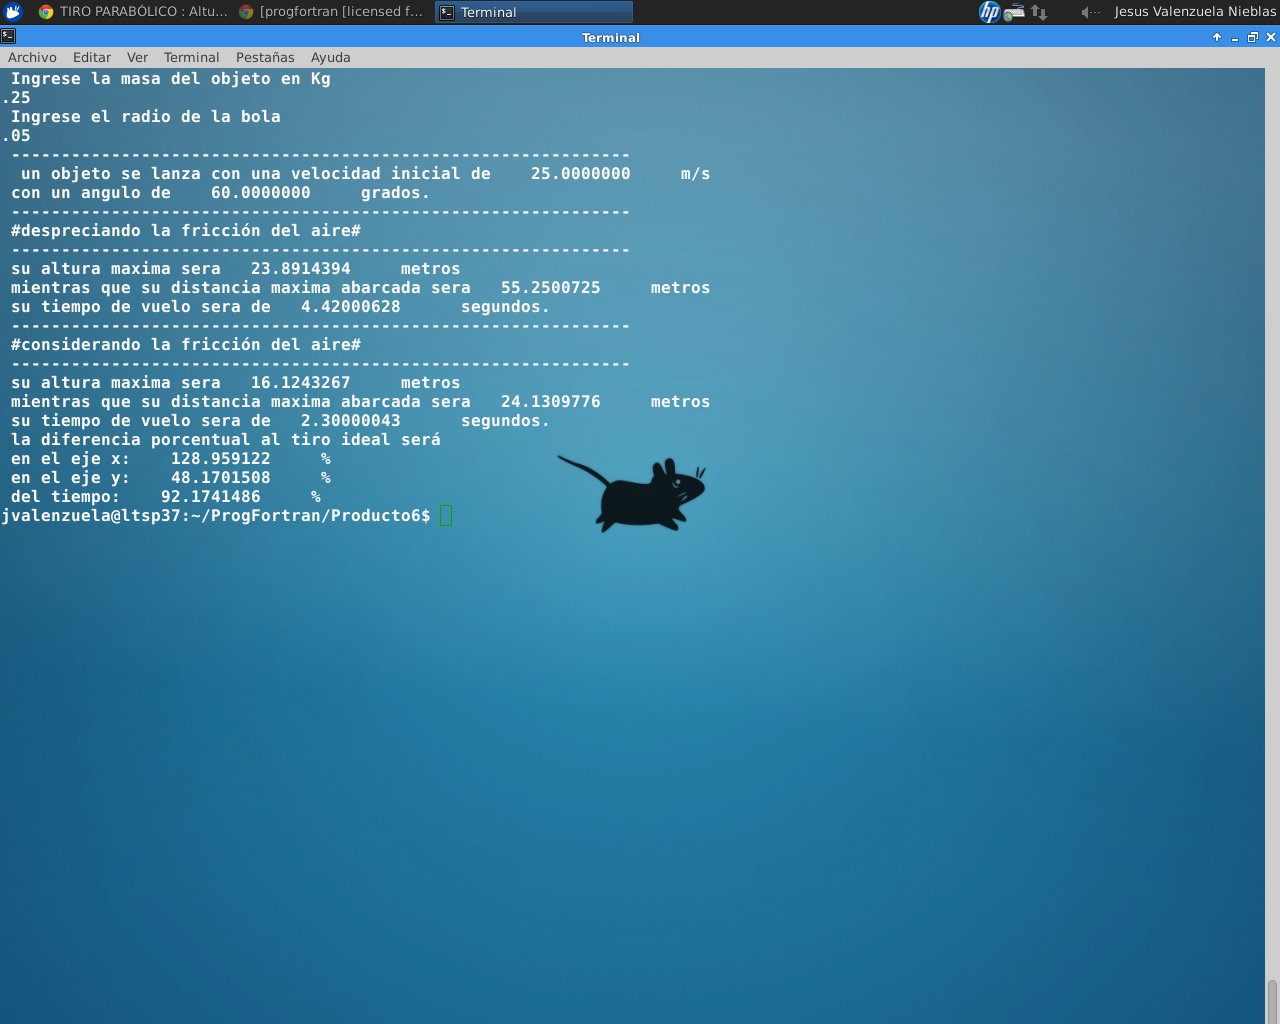 TIRO PARABÓLICO : Altu...
[progfortran [licensed f...
Terminal
hp
Jesus Valenzuela Nieblas
Terminal
Archivo Editar Ver Terminal Pestañas Ayuda
Ingrese la masa del objeto en Kg
.25
Ingrese el radio de la bola
.05
--------------------------------------------------------------
un objeto se lanza con una velocidad inicial de 25.0000000 m/s
con un angulo de 60.0000000 grados.
--------------------------------------------------------------
#despreciando la fricción del aire#
--------------------------------------------------------------
su altura maxima sera 23.8914394 metros
mientras que su distancia maxima abarcada sera 55.2500725 metros
su tiempo de vuelo sera de 4.42000628 segundos.
--------------------------------------------------------------
#considerando la fricción del aire#
--------------------------------------------------------------
su altura maxima sera 16.1243267 metros
mientras que su distancia maxima abarcada sera 24.1309776 metros
su tiempo de vuelo sera de 2.30000043 segundos.
la diferencia porcentual al tiro ideal será
en el eje x: 128.959122 %
en el eje y: 48.1701508 %
del tiempo: 92.1741486 %
jvalenzuela@ltsp37:~/ProgFortran/Producto6$